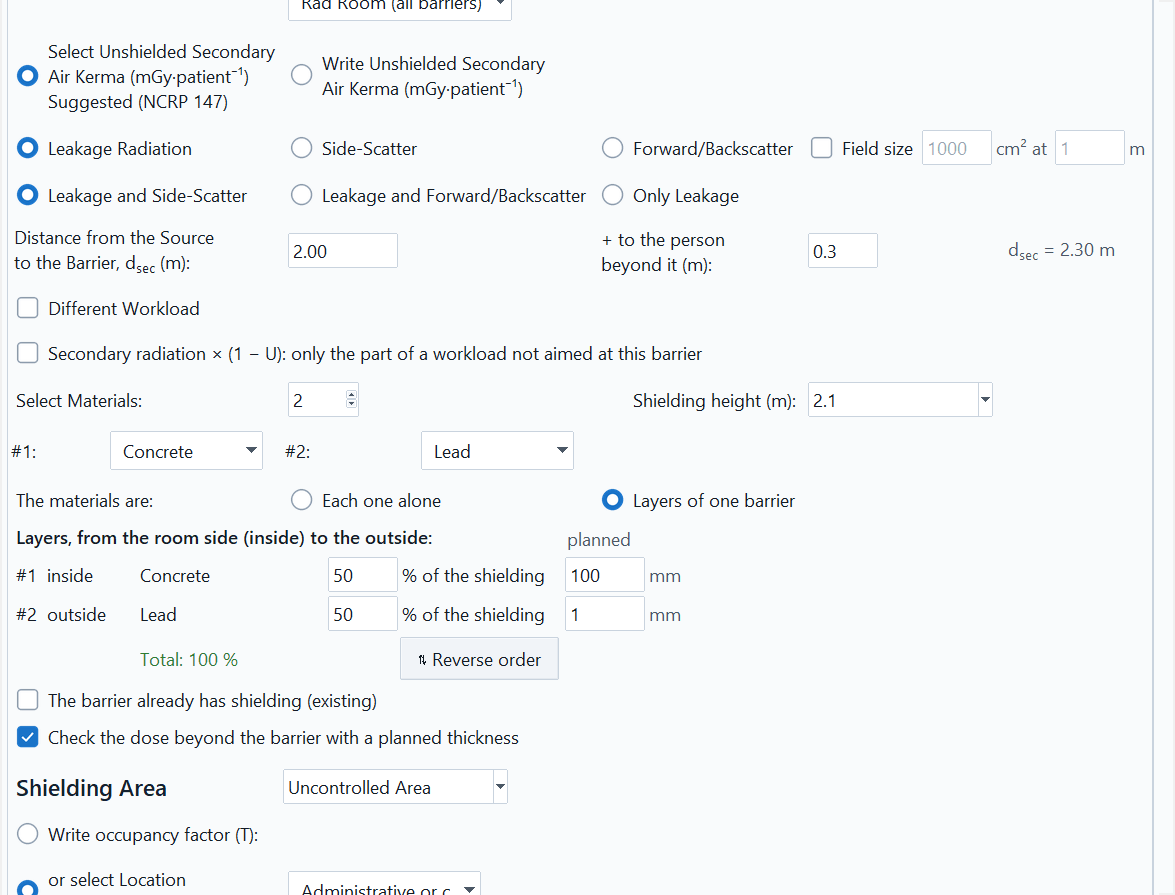 Rad Room (all barriers)
Select Unshielded Secondary
Air Kerma (mGy·patient⁻¹)
Suggested (NCRP 147)
Write Unshielded Secondary
Air Kerma (mGy·patient⁻¹)
Leakage Radiation Side-Scatter Forward/Backscatter Field size 1000 cm² at 1 m
Leakage and Side-Scatter Leakage and Forward/Backscatter Only Leakage
Distance from the Source
to the Barrier, dsec (m):
2.00
+ to the person
beyond it (m):
0.3
dsec = 2.30 m
Different Workload
Secondary radiation × (1 − U): only the part of a workload not aimed at this barrier
Select Materials: 2 Shielding height (m): 2.1
#1: Concrete #2: Lead
The materials are: Each one alone Layers of one barrier
Layers, from the room side (inside) to the outside: planned
#1 inside Concrete 50 % of the shielding 100 mm
#2 outside Lead 50 % of the shielding 1 mm
Total: 100 % ⇅ Reverse order
The barrier already has shielding (existing)
Check the dose beyond the barrier with a planned thickness
Shielding Area Uncontrolled Area
Write occupancy factor (T):
or select Location
Administrative or c